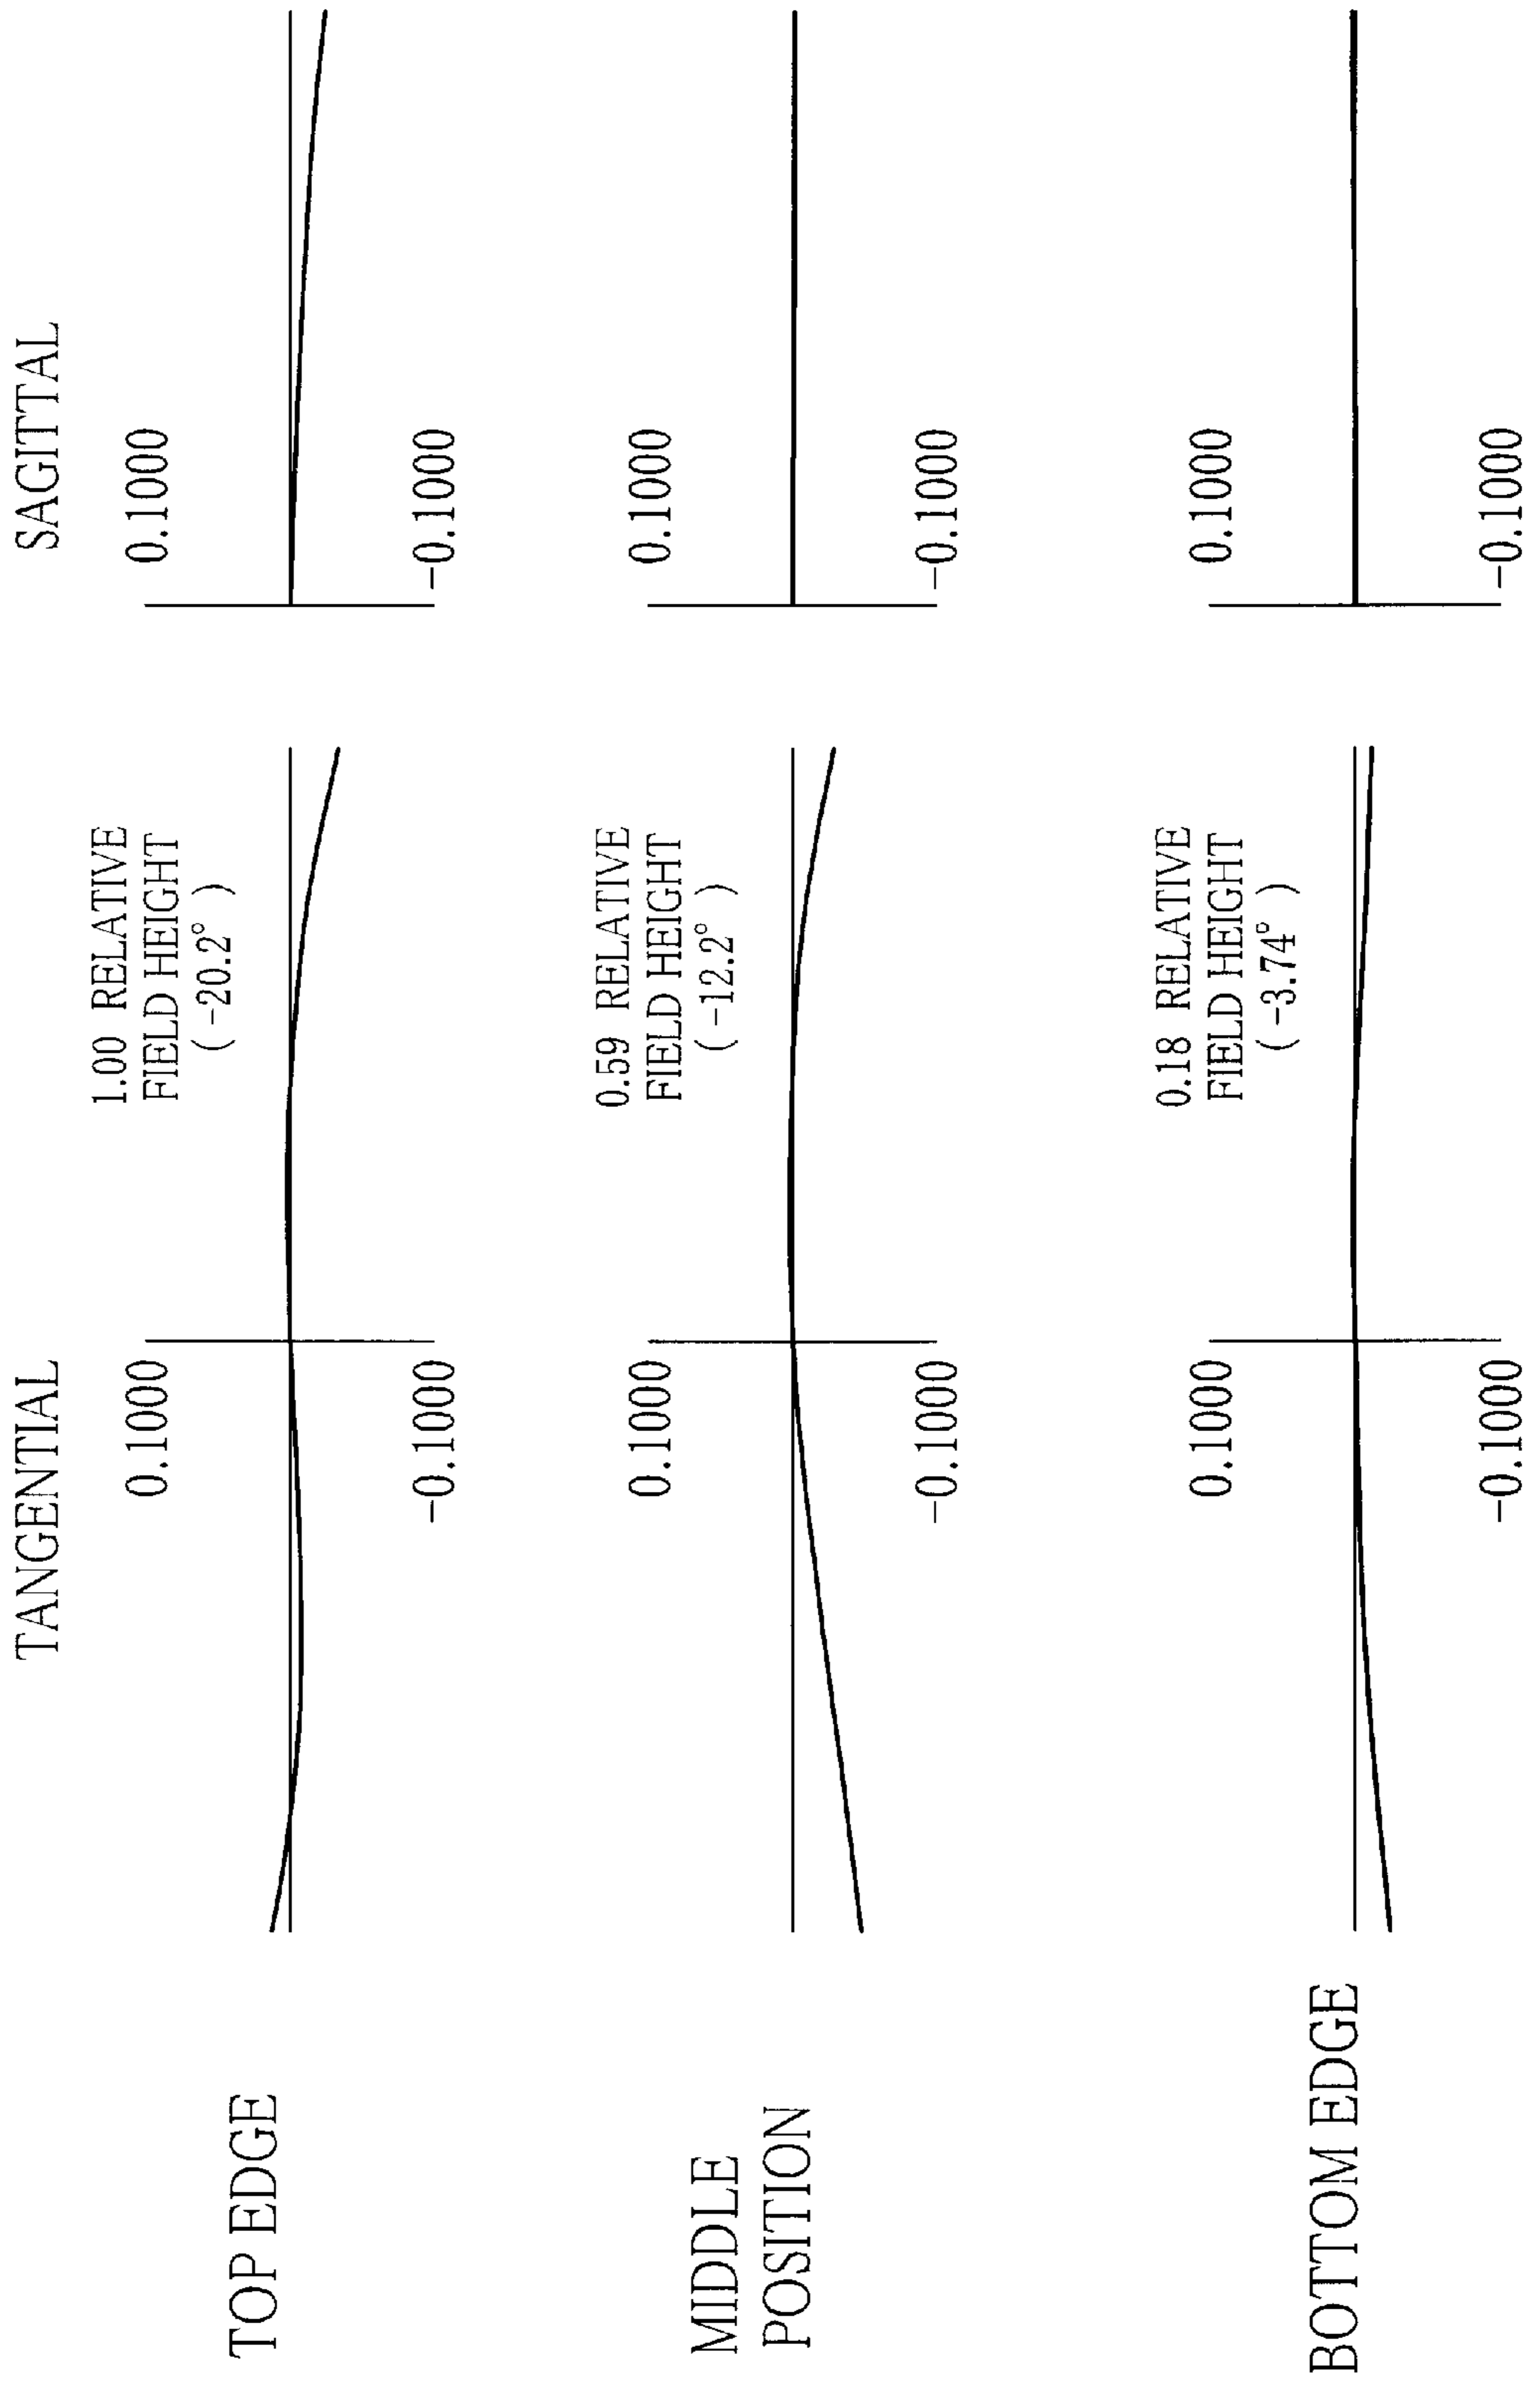 TANGENTIAL
SAGITTAL
TOP EDGE
0.1000
-0.1000
1.00 RELATIVE
FIELD HEIGHT
( -20.2° )
0.1000
-0.1000
MIDDLE
POSITION
0.1000
-0.1000
0.59 RELATIVE
FIELD HEIGHT
( -12.2° )
0.1000
-0.1000
BOTTOM EDGE
0.1000
-0.1000
0.18 RELATIVE
FIELD HEIGHT
( -3.74° )
0.1000
-0.1000